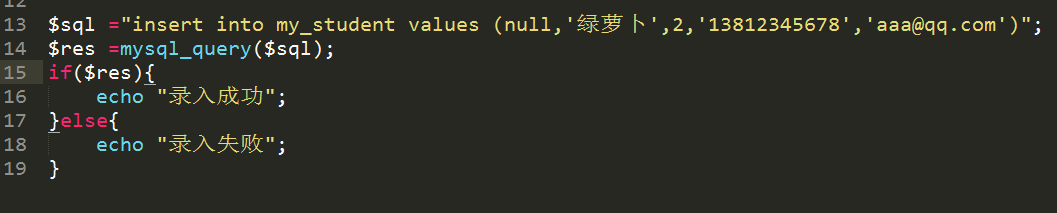 12
13 $sql ="insert into my_student values (null,'绿萝卜',2,'13812345678','aaa@qq.com')";
14 $res =mysql_query($sql);
15 if($res){
16     echo "录入成功";
17 }else{
18     echo "录入失败";
19 }